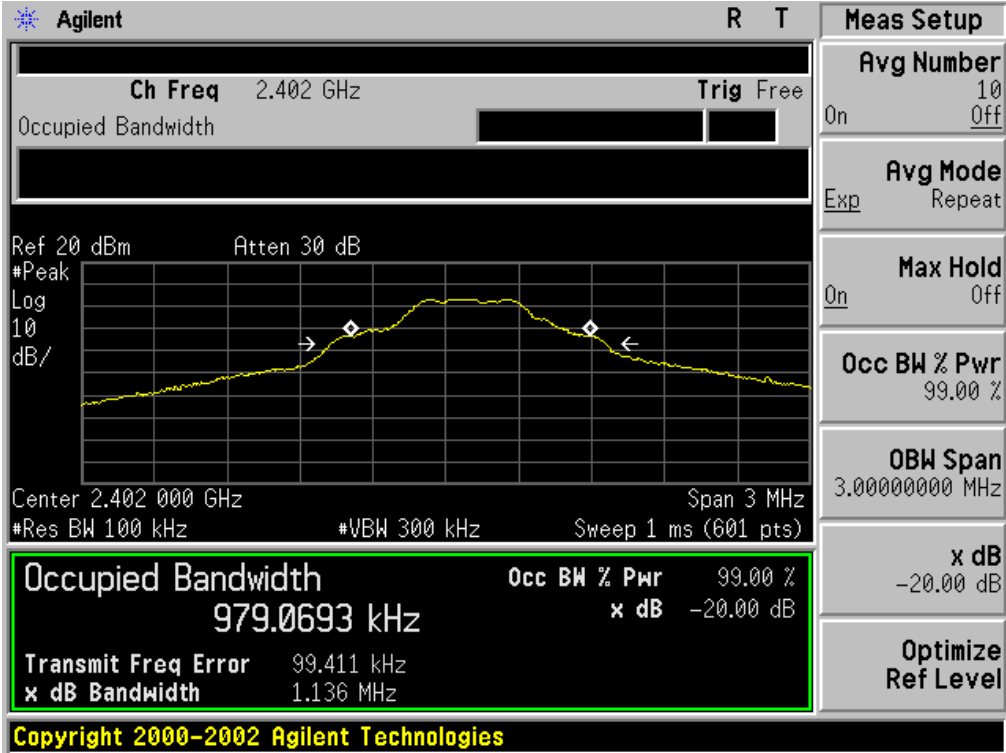 Agilent R T
Ch Freq 2.402 GHz Trig Free
Occupied Bandwidth
Ref 20 dBm Atten 30 dB
#Peak
Log
10
dB/
Center 2.402 000 GHz Span 3 MHz
#Res BW 100 kHz #VBW 300 kHz Sweep 1 ms (601 pts)
Occupied Bandwidth
979.0693 kHz
Occ BW % Pwr 99.00 %
x dB -20.00 dB
Transmit Freq Error 99.411 kHz
x dB Bandwidth 1.136 MHz
Copyright 2000-2002 Agilent Technologies
Meas Setup
Avg Number
10
On Off
Avg Mode
Exp Repeat
Max Hold
On Off
Occ BW % Pwr
99.00 %
OBW Span
3.00000000 MHz
x dB
-20.00 dB
Optimize
Ref Level